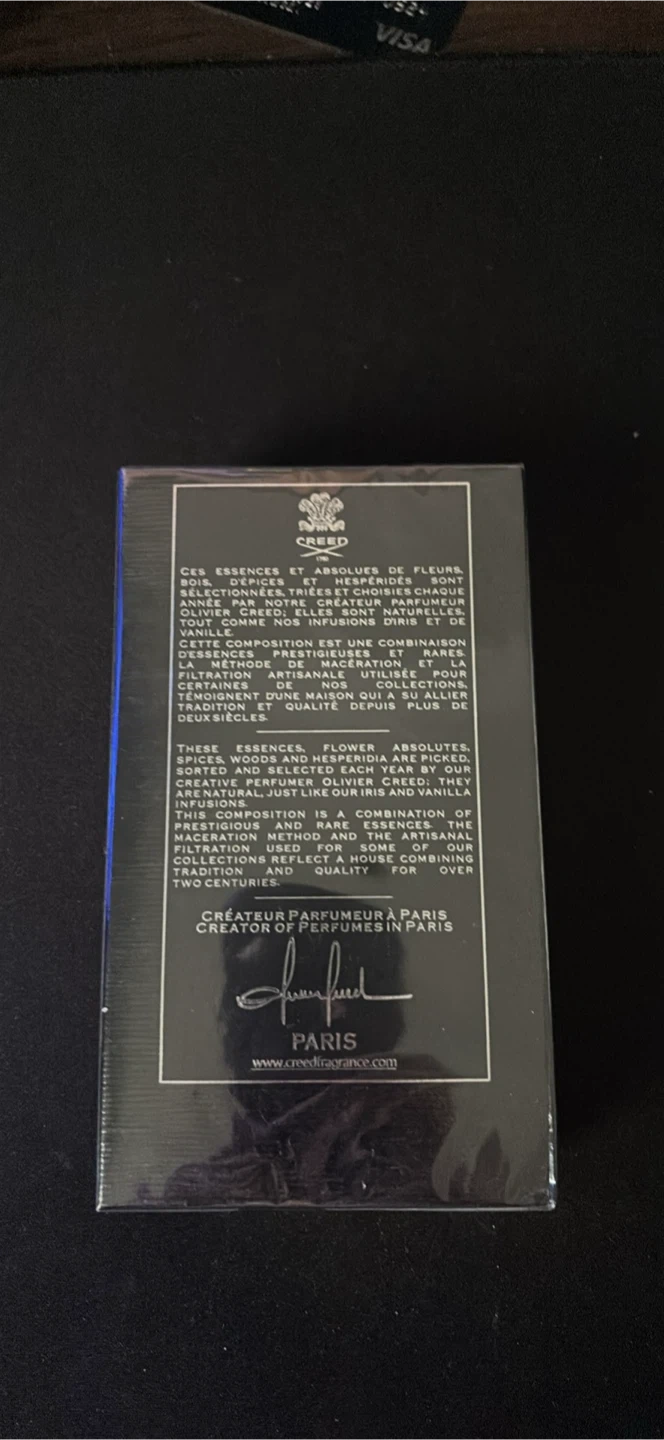 VISA
CREED
1760
CES ESSENCES ET ABSOLUES DE FLEURS,
BOIS, D'ÉPICES ET HESPÉRIDÉS SONT
SÉLECTIONNÉES, TRIÉES ET CHOISIES CHAQUE
ANNÉE PAR NOTRE CRÉATEUR PARFUMEUR
OLIVIER CREED; ELLES SONT NATURELLES,
TOUT COMME NOS INFUSIONS D'IRIS ET DE
VANILLE.
CETTE COMPOSITION EST UNE COMBINAISON
D'ESSENCES PRESTIGIEUSES ET RARES.
LA MÉTHODE DE MACÉRATION ET LA
FILTRATION ARTISANALE UTILISÉE POUR
CERTAINES DE NOS COLLECTIONS,
TÉMOIGNENT D'UNE MAISON QUI A SU ALLIER
TRADITION ET QUALITÉ DEPUIS PLUS DE
DEUX SIÈCLES.
THESE ESSENCES, FLOWER ABSOLUTES,
SPICES, WOODS AND HESPERIDIA ARE PICKED,
SORTED AND SELECTED EACH YEAR BY OUR
CREATIVE PERFUMER OLIVIER CREED; THEY
ARE NATURAL, JUST LIKE OUR IRIS AND VANILLA
INFUSIONS.
THIS COMPOSITION IS A COMBINATION OF
PRESTIGIOUS AND RARE ESSENCES. THE
MACERATION METHOD AND THE ARTISANAL
FILTRATION USED FOR SOME OF OUR
COLLECTIONS REFLECT A HOUSE COMBINING
TRADITION AND QUALITY FOR OVER
TWO CENTURIES.
CRÉATEUR PARFUMEUR À PARIS
CREATOR OF PERFUMES IN PARIS
PARIS
www.creedfragrance.com